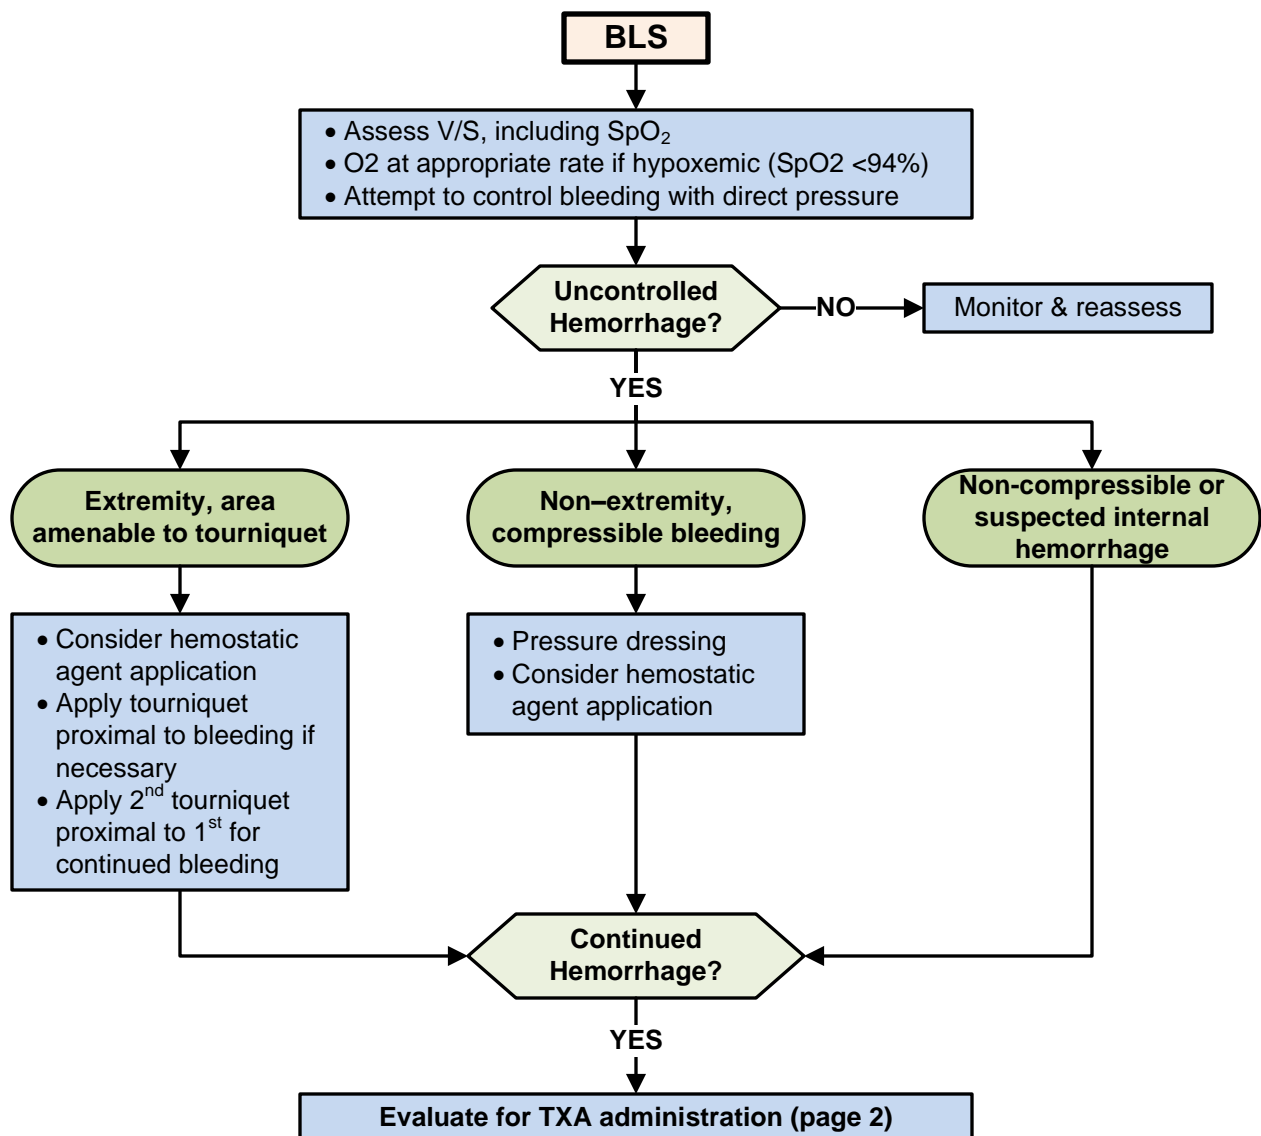 BLS
• Assess V/S, including SpO₂
• O2 at appropriate rate if hypoxemic (SpO2 <94%)
• Attempt to control bleeding with direct pressure
Uncontrolled
Hemorrhage?
NO
Monitor & reassess
YES
Extremity, area
amenable to tourniquet
Non–extremity,
compressible bleeding
Non-compressible or
suspected internal
hemorrhage
• Consider hemostatic
agent application
• Apply tourniquet
proximal to bleeding if
necessary
• Apply 2nd tourniquet
proximal to 1st for
continued bleeding
• Pressure dressing
• Consider hemostatic
agent application
Continued
Hemorrhage?
YES
Evaluate for TXA administration (page 2)